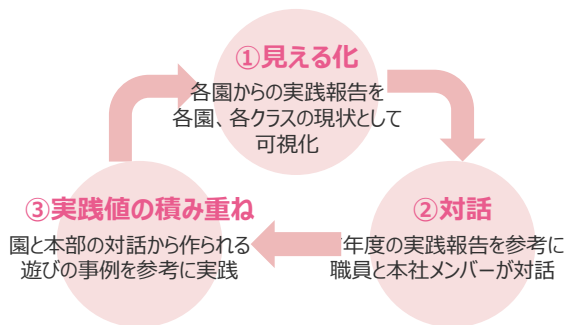 ①見える化
各園からの実践報告を
各園、各クラスの現状として
可視化
②対話
年度の実践報告を参考に
職員と本社メンバーが対話
③実践値の積み重ね
園と本部の対話から作られる
遊びの事例を参考に実践